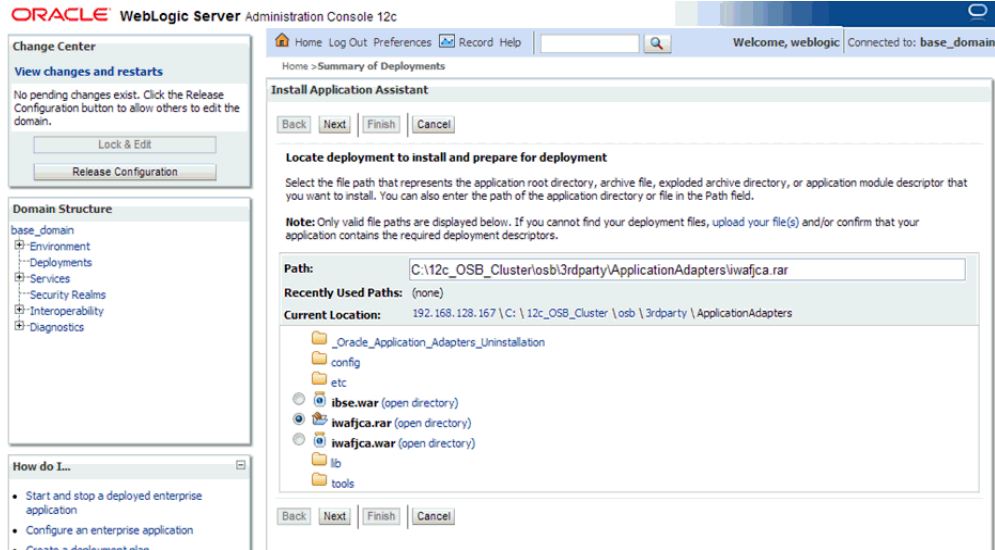 ORACLE WebLogic Server Administration Console 12c
Change Center
View changes and restarts
No pending changes exist. Click the Release
Configuration button to allow others to edit the
domain.
Lock & Edit
Release Configuration
Domain Structure
base_domain
Environment
Deployments
Services
Security Realms
Interoperability
Diagnostics
How do I...
Start and stop a deployed enterprise
application
Configure an enterprise application
Create a deployment plan
Home Log Out Preferences Record Help
Welcome, weblogic Connected to: base_domain
Home >Summary of Deployments
Install Application Assistant
Back Next Finish Cancel
Locate deployment to install and prepare for deployment
Select the file path that represents the application root directory, archive file, exploded archive directory, or application module descriptor that
you want to install. You can also enter the path of the application directory or file in the Path field.
Note: Only valid file paths are displayed below. If you cannot find your deployment files, upload your file(s) and/or confirm that your
application contains the required deployment descriptors.
Path: C:\12c_OSB_Cluster\osb\3rdparty\ApplicationAdapters\iwafjca.rar
Recently Used Paths: (none)
Current Location: 192.168.128.167 \ C: \ 12c_OSB_Cluster \ osb \ 3rdparty \ ApplicationAdapters
_Oracle_Application_Adapters_Uninstallation
config
etc
ibse.war (open directory)
iwafjca.rar (open directory)
iwafjca.war (open directory)
lib
tools
Back Next Finish Cancel